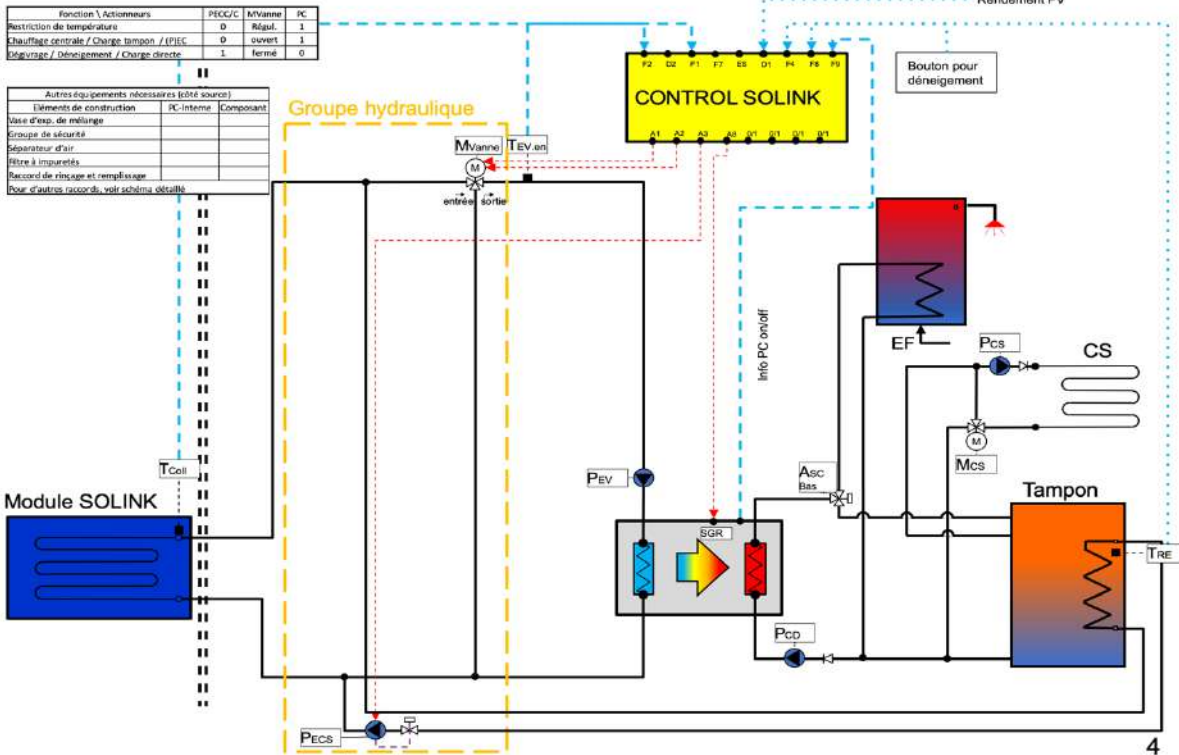 Rendement PV
Fonction \ Actionneurs PECC/C MVanne PC
Restriction de température 0 Régul. 1
Chauffage centrale / Charge tampon / (P)EC 0 ouvert 1
Dégivrage / Déneigement / Charge directe 1 fermé 0
Autres équipements nécessaires (côté source)
Eléments de construction PC-Interne Composant
Vase d'exp. de mélange
Groupe de sécurité
Séparateur d'air
Filtre à impuretés
Raccord de rinçage et remplissage
Pour d'autres raccords, voir schéma détaillé
F2 D2 F1 F7 E6 D1 F4 F8 F9
CONTROL SOLINK
A1 A2 A3 A8 0/1 0/1 0/1 0/1
Bouton pour
déneigement
Groupe hydraulique
MVanne
TEV.en
M
entrée sortie
Info PC on/off
EF
PCS
CS
M
MCS
TColl
Module SOLINK
PEV
ASC
Bas
Tampon
SGR
TRE
PCD
PECS
4